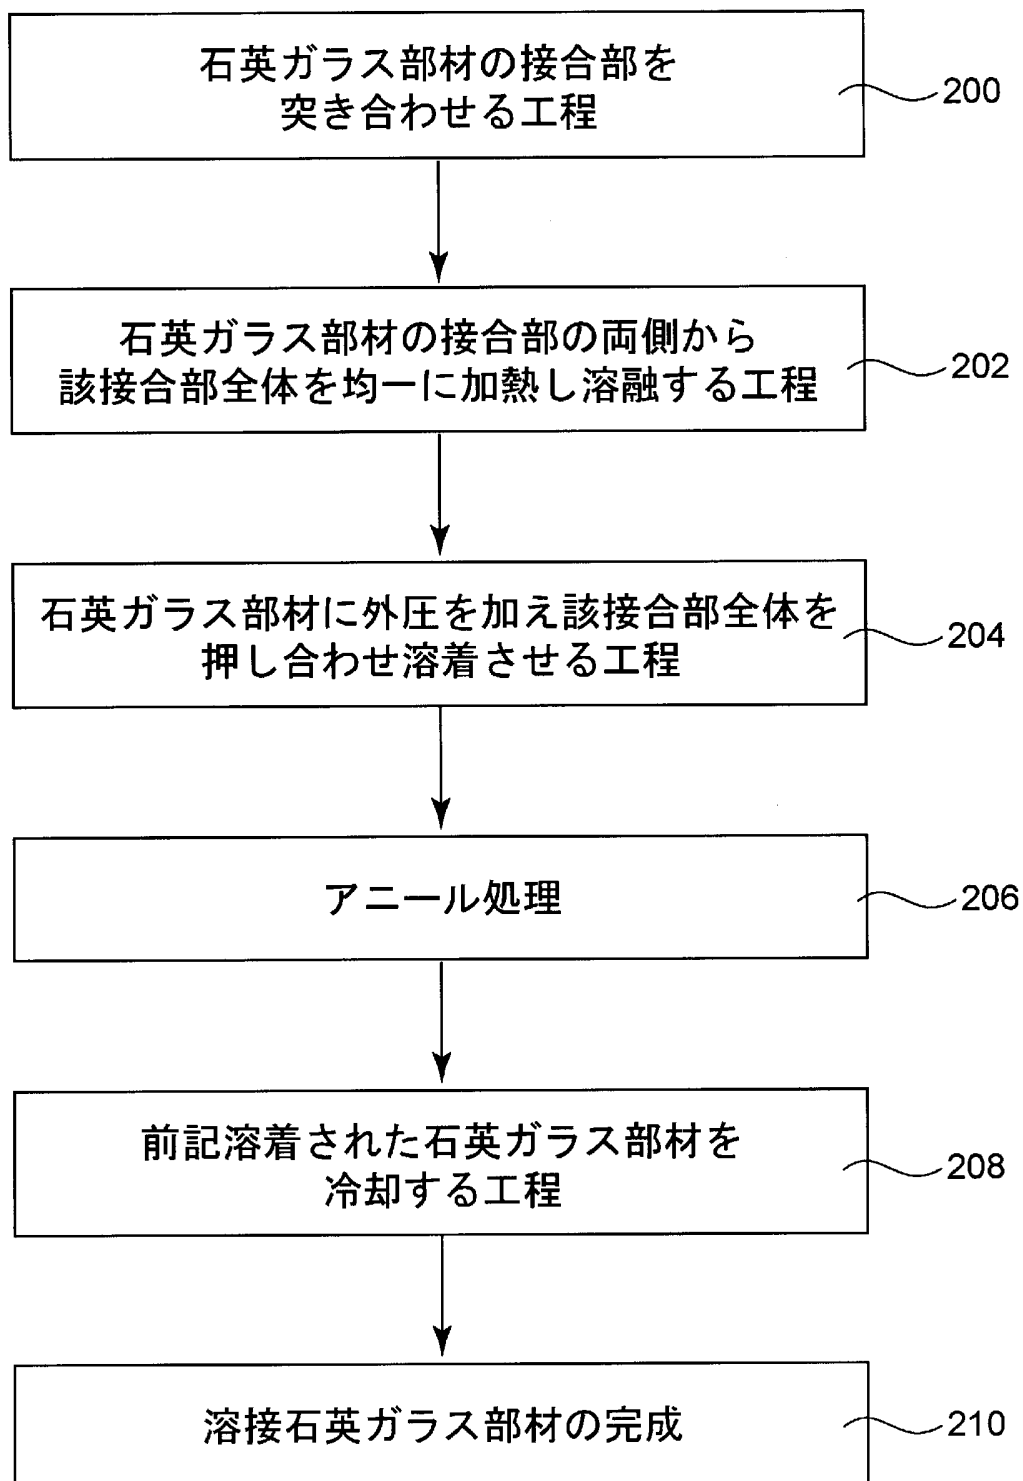 石英ガラス部材の接合部を
突き合わせる工程
200
石英ガラス部材の接合部の両側から
該接合部全体を均一に加熱し溶融する工程
202
石英ガラス部材に外圧を加え該接合部全体を
押し合わせ溶着させる工程
204
アニール処理
206
前記溶着された石英ガラス部材を
冷却する工程
208
溶接石英ガラス部材の完成
210